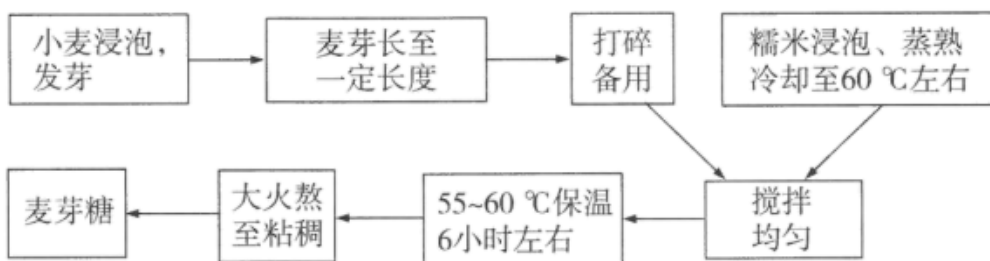 小麦浸泡,
发芽
麦芽长至
一定长度
打碎
备用
糯米浸泡、蒸熟
冷却至60 ℃左右
搅拌
均匀
55~60 ℃保温
6小时左右
大火熬
至粘稠
麦芽糖